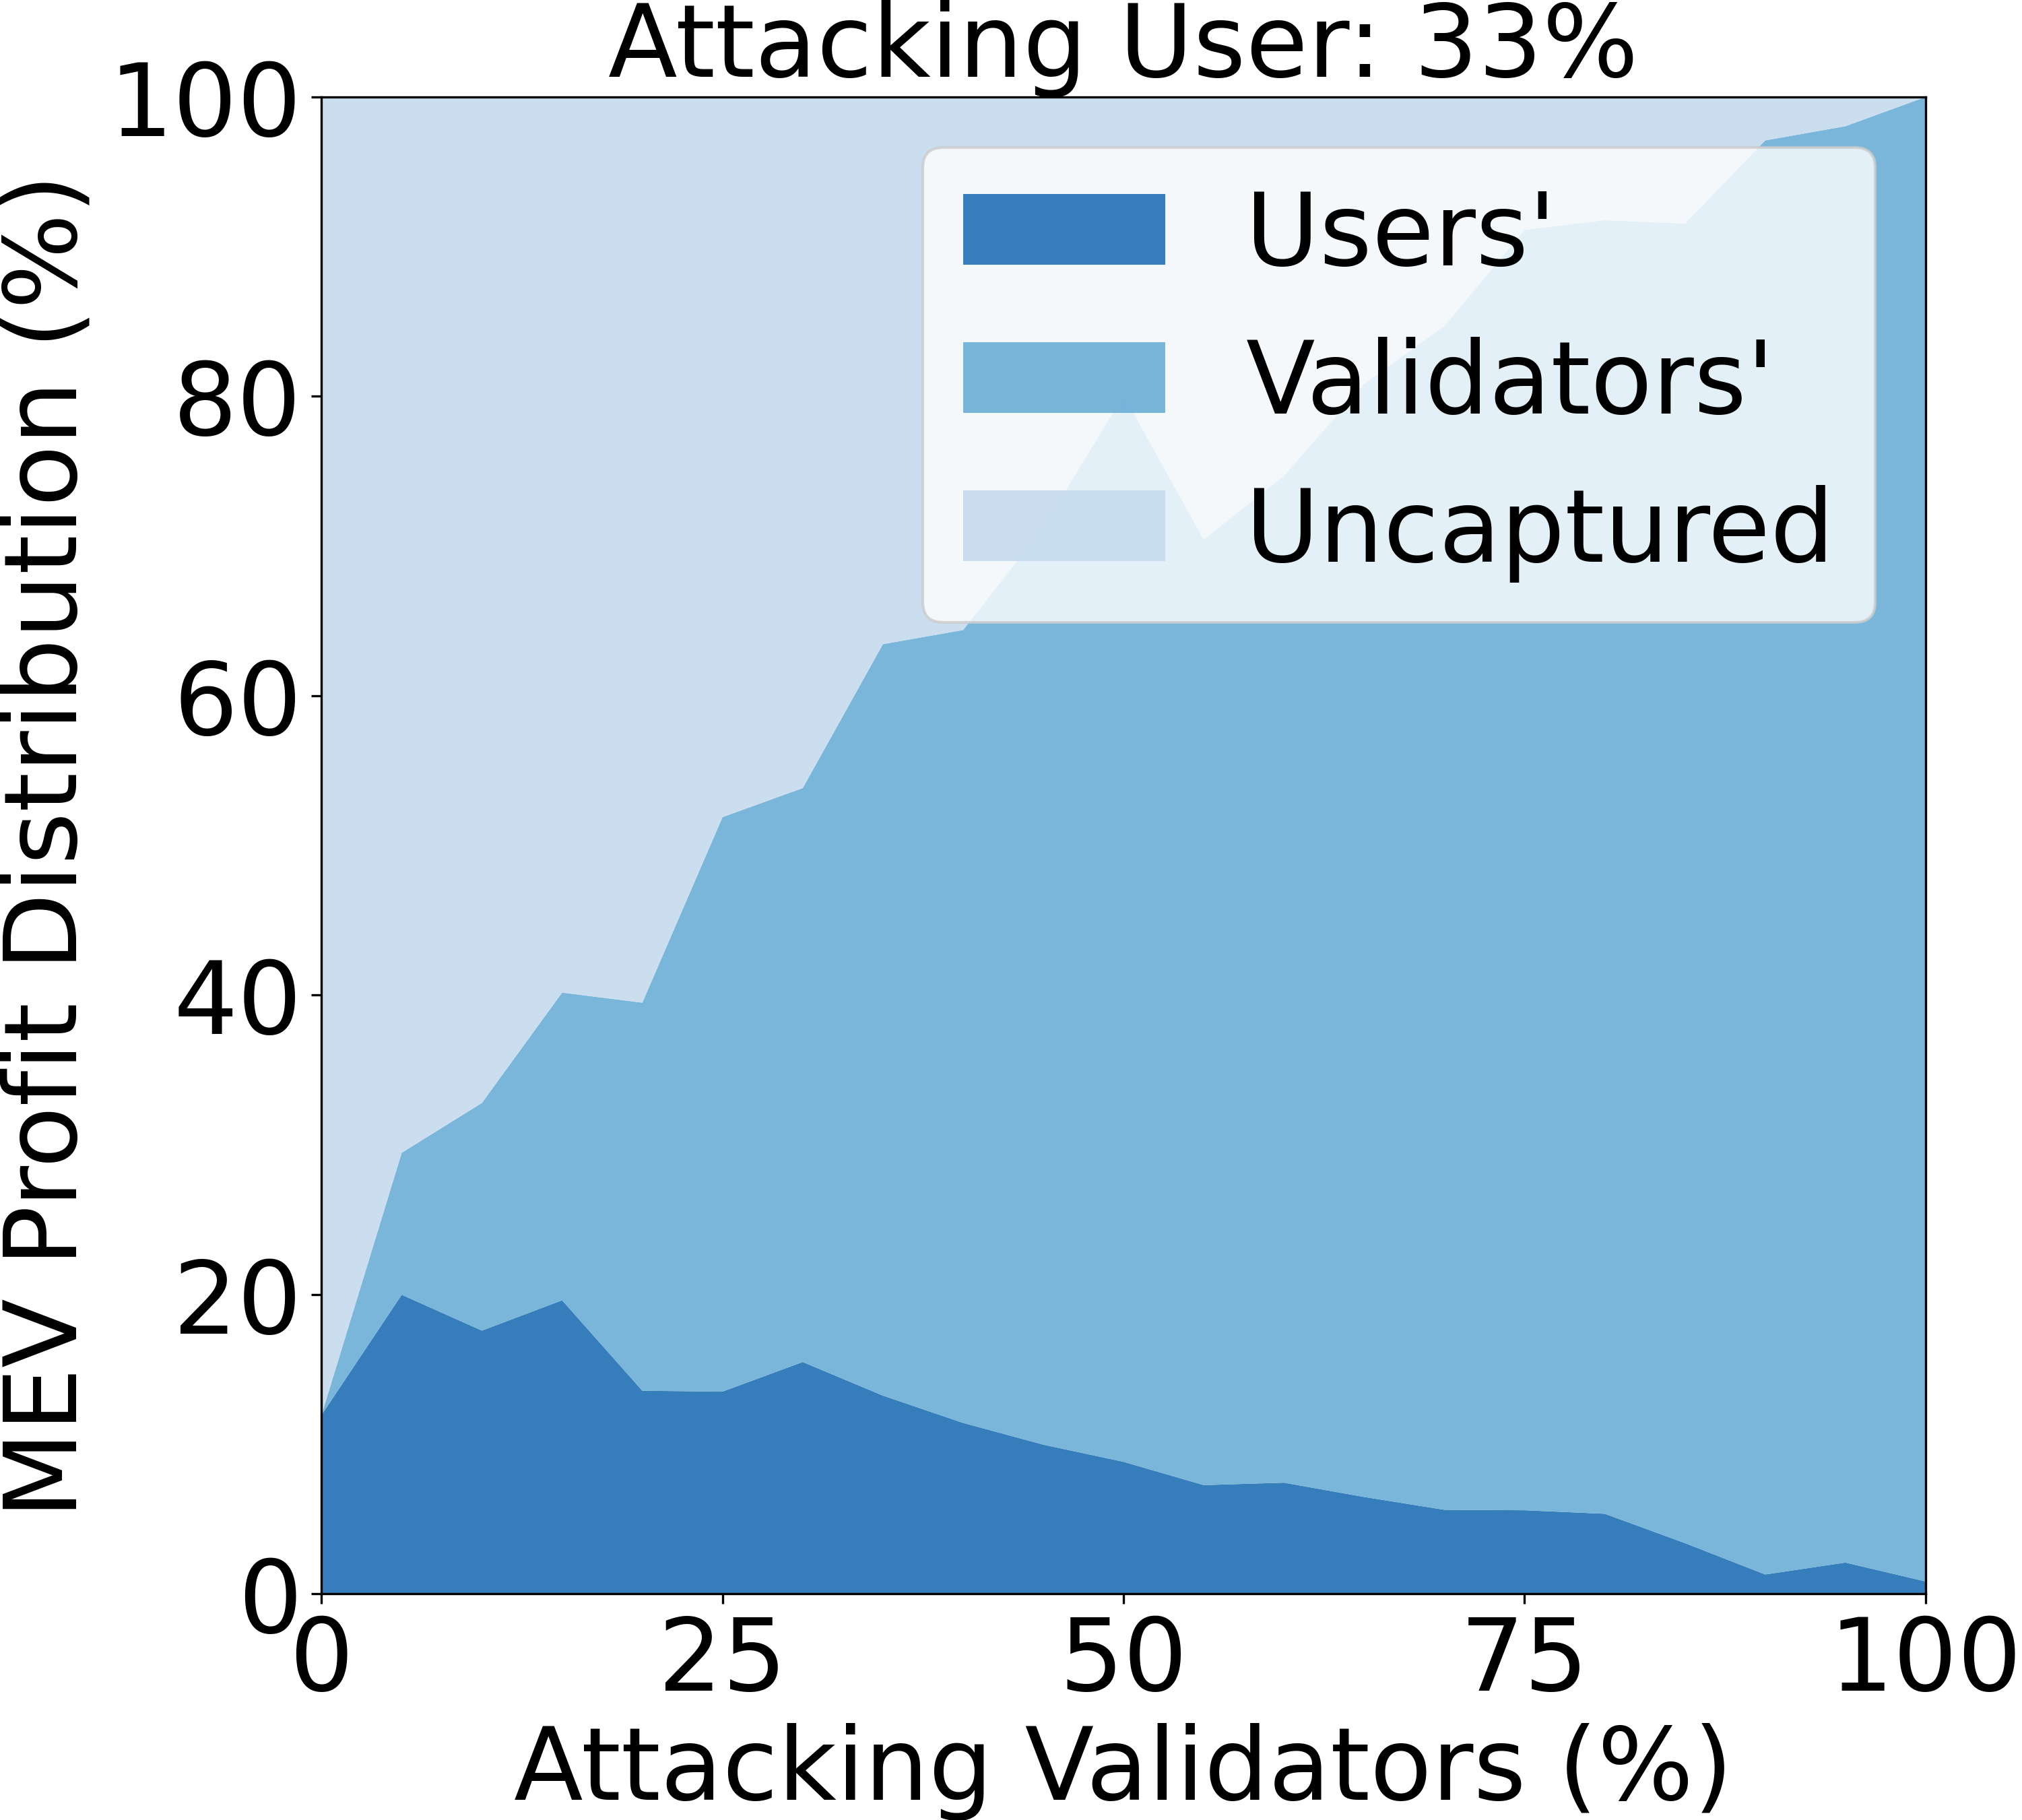 Attacking User: 33%
MEV Profit Distribution (%)
100
80
60
40
20
0
Users'
Validators'
Uncaptured
0 25 50 75 100
Attacking Validators (%)